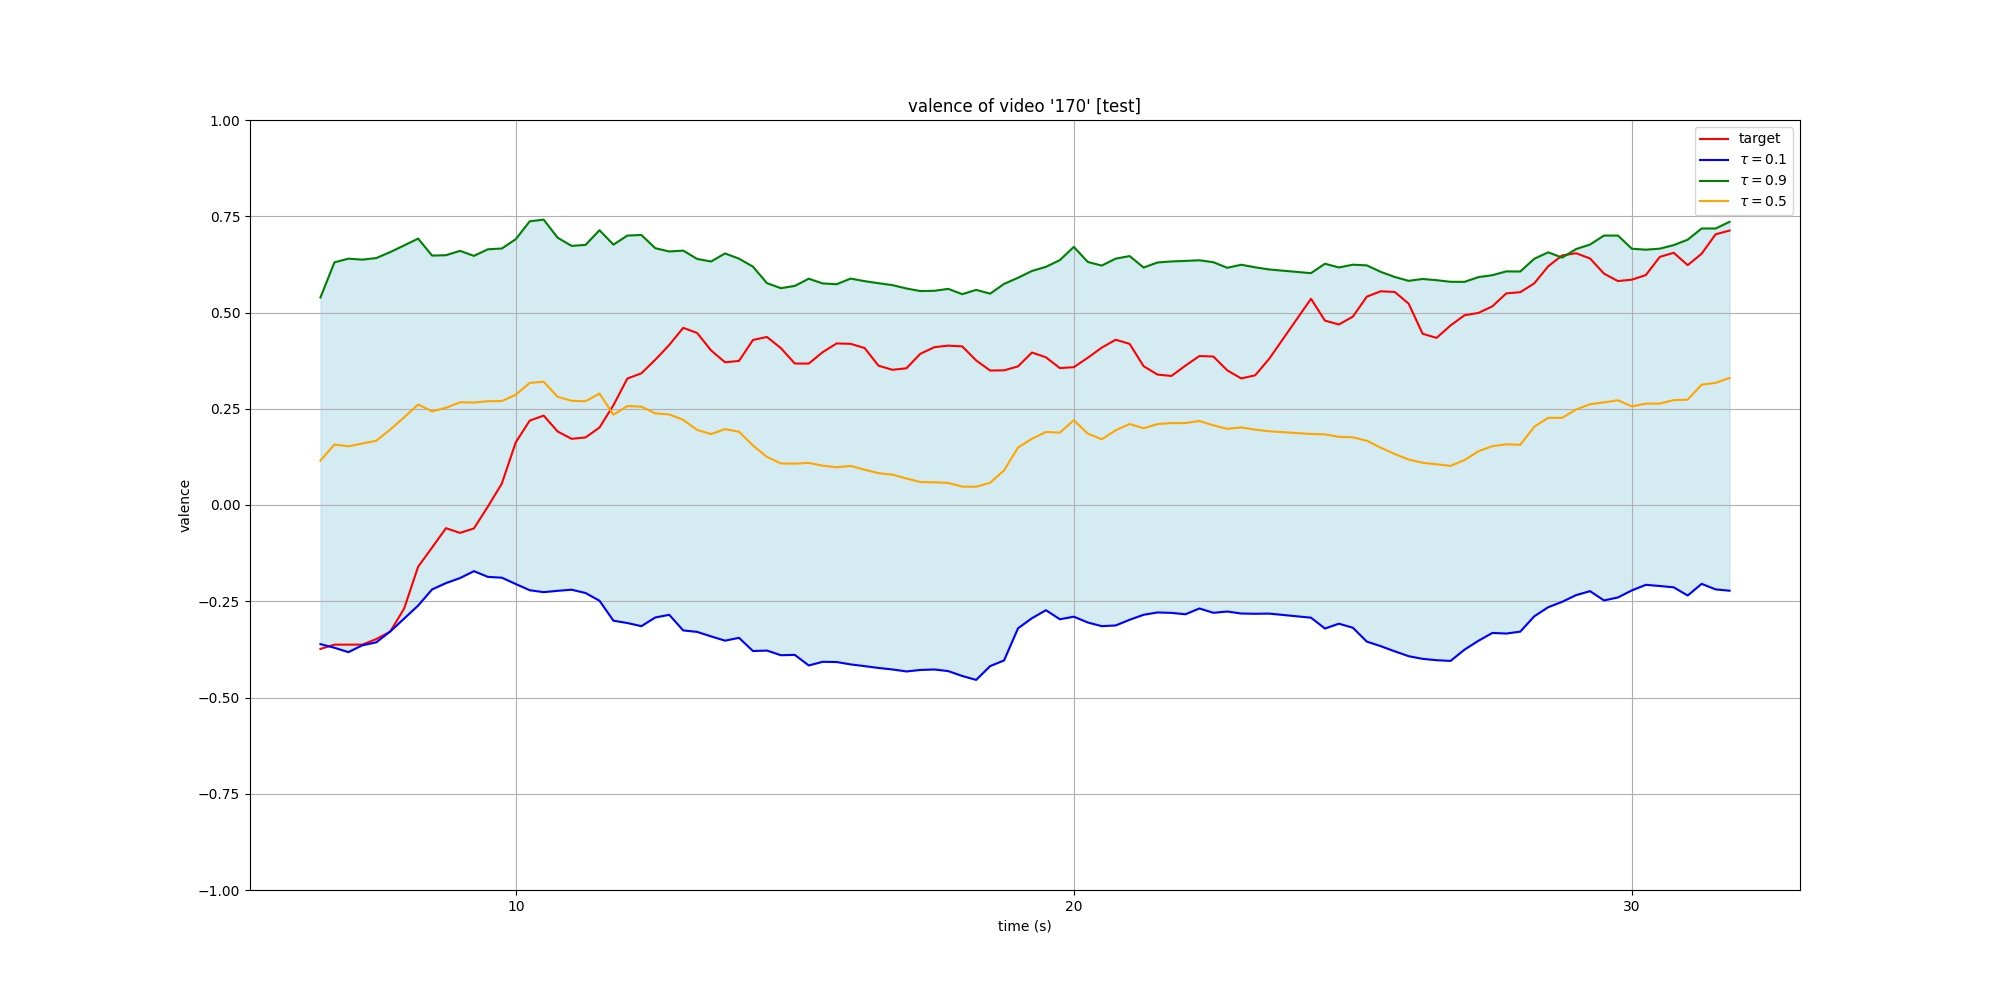 valence of video '170' [test]
1.00
0.75
0.50
0.25
0.00
−0.25
−0.50
−0.75
−1.00
valence
target
τ = 0.1
τ = 0.9
τ = 0.5
10
20
30
time (s)